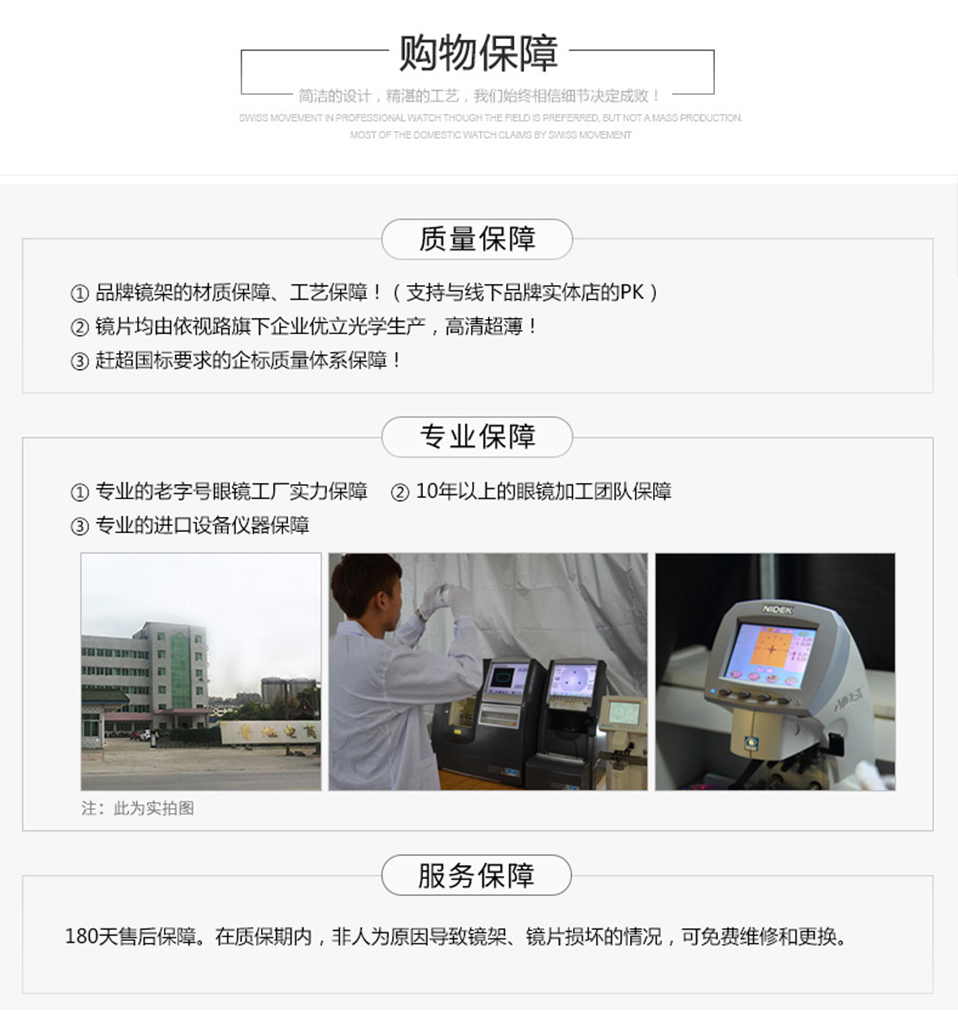 购物保障
简洁的设计，精湛的工艺，我们始终相信细节决定成败！
SWISS MOVEMENT IN PROFESSIONAL WATCH THOUGH THE FIELD IS PREFERRED, BUT NOT A MASS PRODUCTION.
MOST OF THE DOMESTIC WATCH CLAIMS BY SWISS MOVEMENT
质量保障
① 品牌镜架的材质保障、工艺保障！（支持与线下品牌实体店的PK）
② 镜片均由依视路旗下企业优立光学生产，高清超薄！
③ 赶超国标要求的企标质量体系保障！
专业保障
① 专业的老字号眼镜工厂实力保障 ② 10年以上的眼镜加工团队保障
③ 专业的进口设备仪器保障
NIDEK
注：此为实拍图
服务保障
180天售后保障。在质保期内，非人为原因导致镜架、镜片损坏的情况，可免费维修和更换。